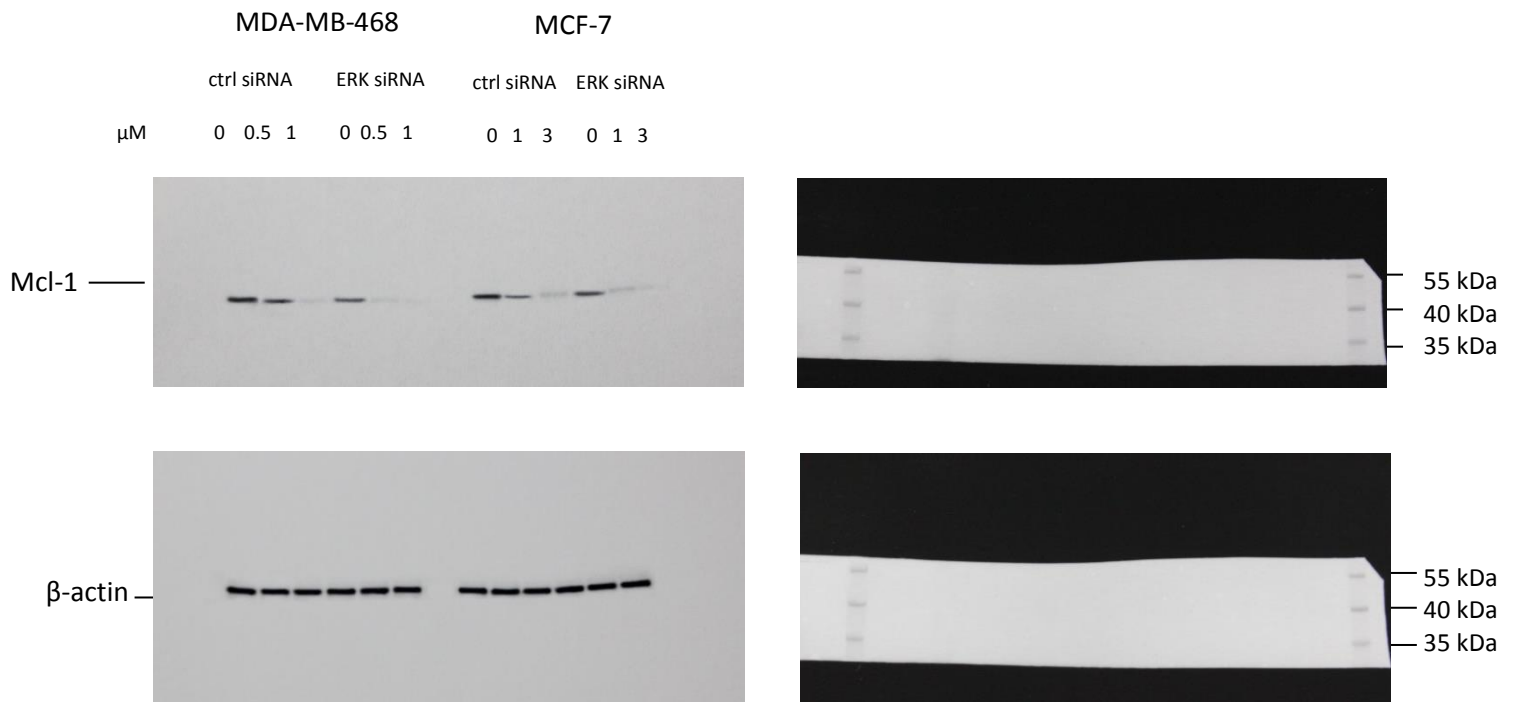 MDA-MB-468 MCF-7
ctrl siRNA ERK siRNA ctrl siRNA ERK siRNA
μM 0 0.5 1 0 0.5 1 0 1 3 0 1 3
Mcl-1
55 kDa
40 kDa
35 kDa
β-actin
55 kDa
40 kDa
35 kDa